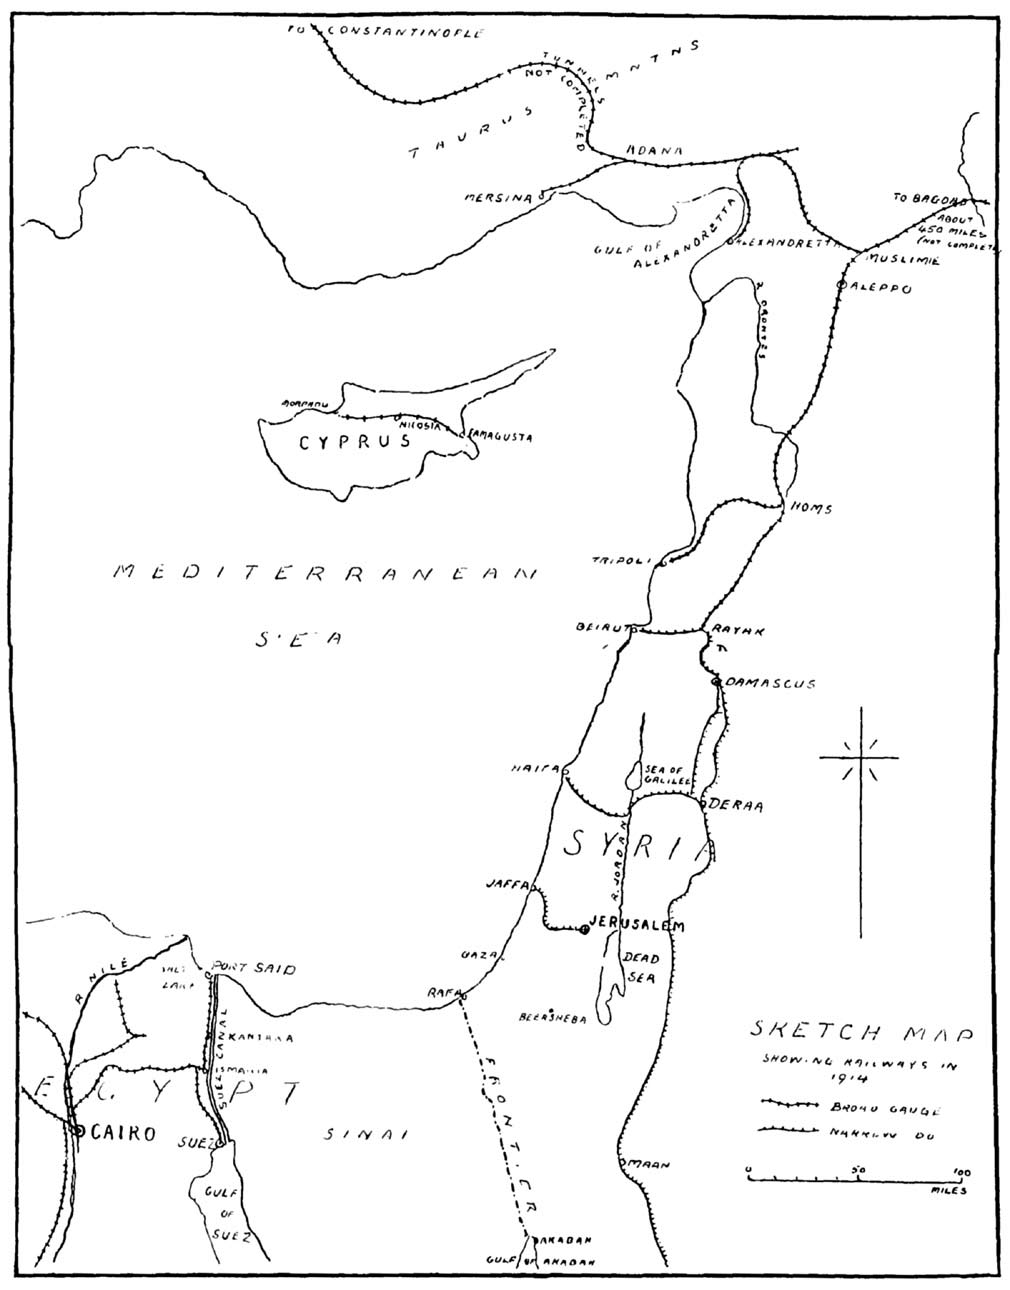 TO CONSTANTINOPLE
TUNNELS
NOT COMPLETED
TAURUS MNTNS
ADANA
MERSINA
GULF OF
ALEXANDRETTA
ALEXANDRETTA
TO BAGDAD
ABOUT
450 MILES
(NOT COMPLETE
MUSLIMIE
ALEPPO
R. ORONTES
NICOSIA
FAMAGUSTA
CYPRUS
HOMS
MEDITERRANEAN
SEA
TRIPOLI
BEIRUT
RAYAK
DAMASCUS
HAIFA
SEA OF
GALILEE
DERAA
SYRIA
R. JORDAN
JAFFA
JERUSALEM
GAZA
DEAD
SEA
RAFA
BEERSHEBA
R. NILE
SALT
LAKE
PORT SAID
KANTARA
SUEZ CANAL
ISMAILIA
EGYPT
CAIRO
SUEZ
SINAI
FRONTIER
GULF
OF
SUEZ
MAAN
AKABAH
GULF OF AKABAH
SKETCH MAP
SHOWING RAILWAYS IN
1914
BROAD GAUGE
NARROW DO
0 50 100
MILES